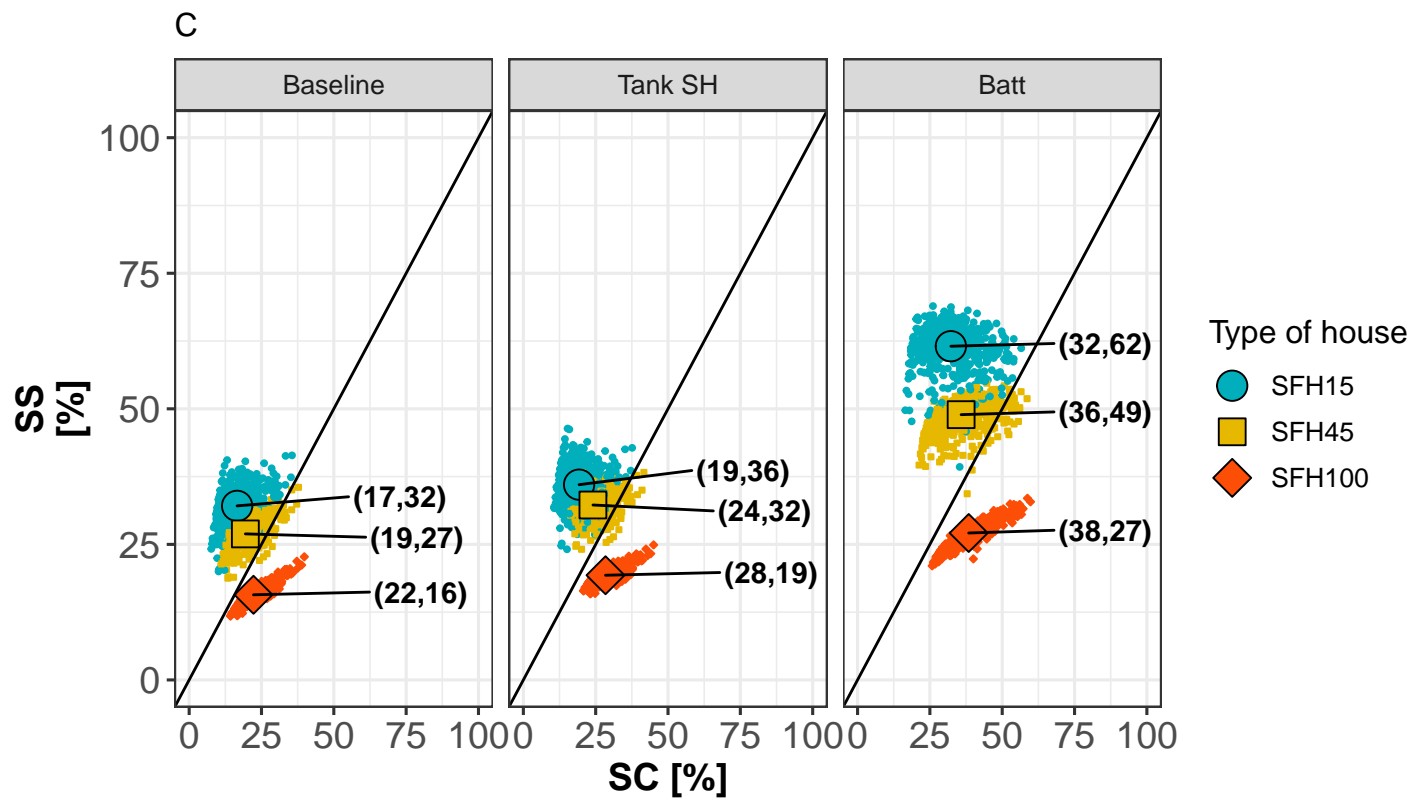 C
Baseline
Tank SH
Batt
100
75
50
25
0
SS
[%]
(17,32)
(19,27)
(22,16)
(19,36)
(24,32)
(28,19)
(32,62)
(36,49)
(38,27)
0 25 50 75 100
0 25 50 75 100
0 25 50 75 100
SC [%]
Type of house
SFH15
SFH45
SFH100